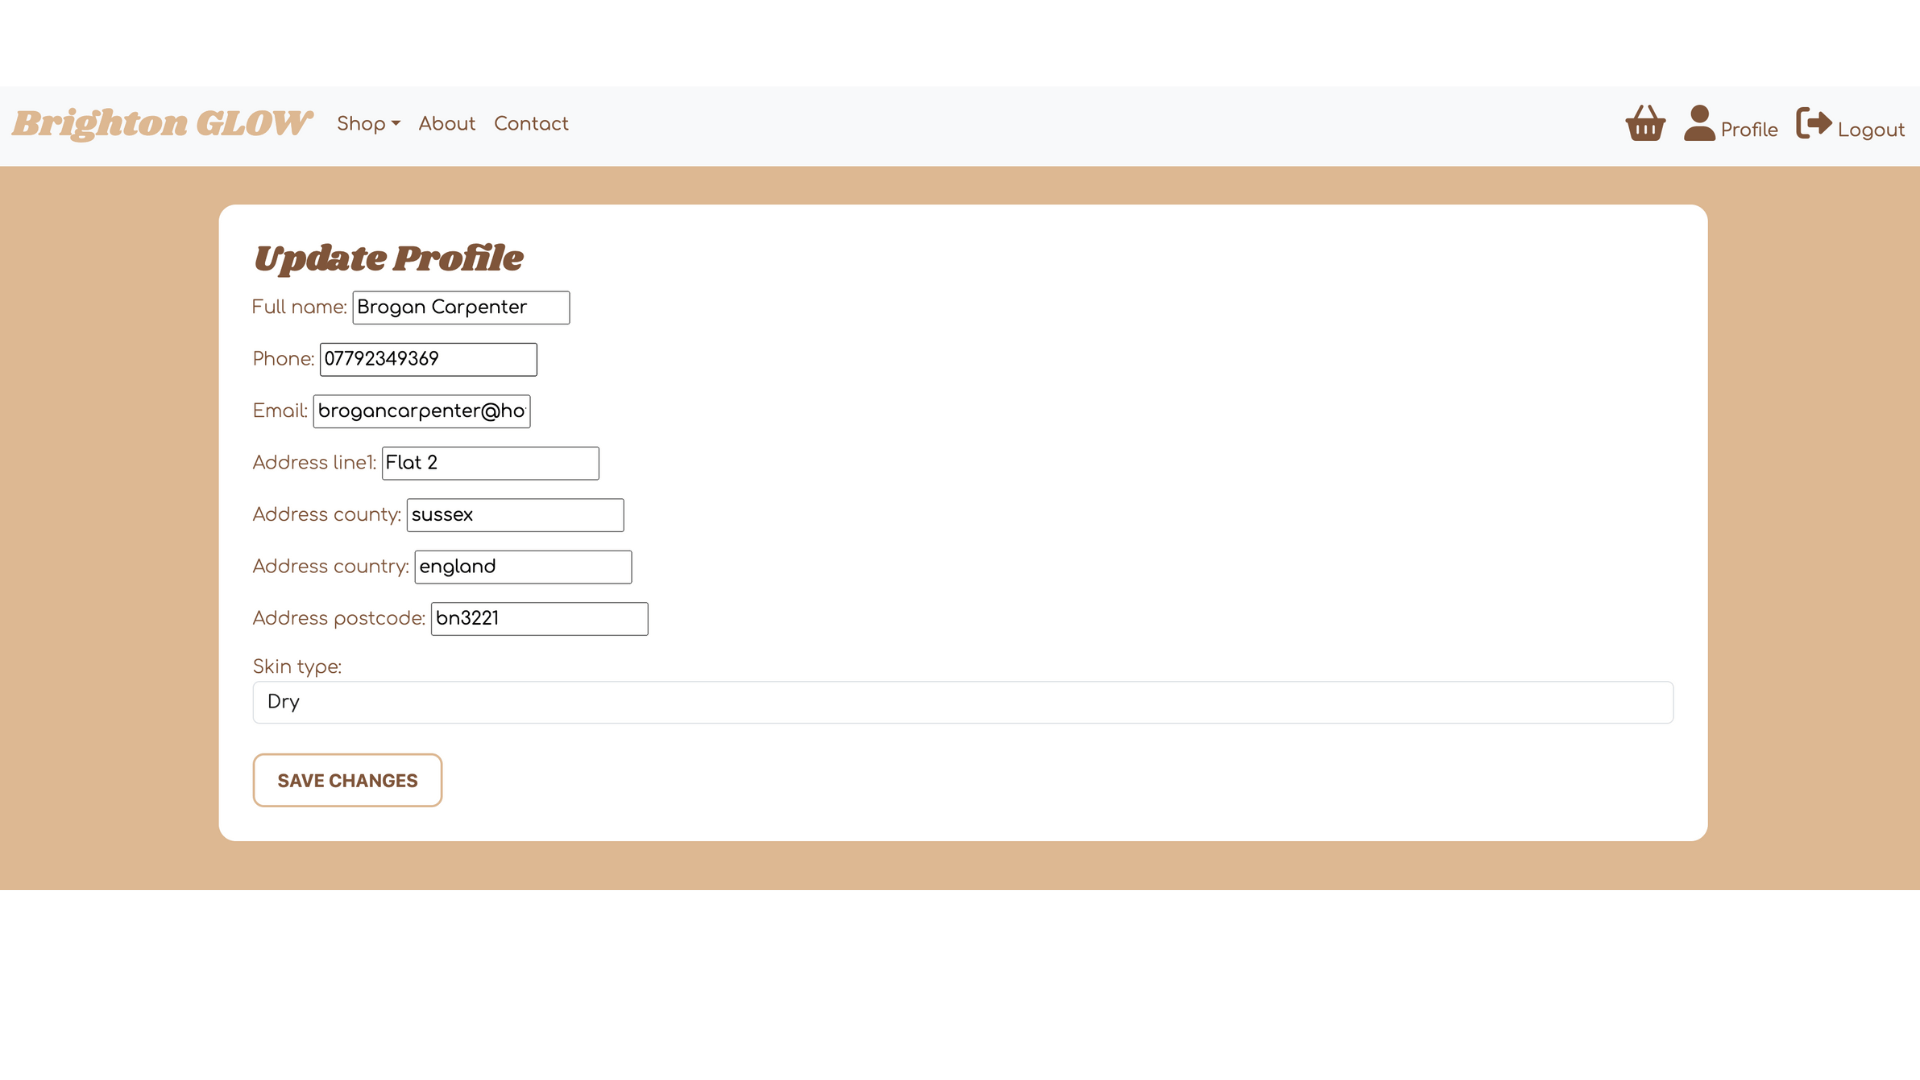 Brighton GLOW Shop About Contact Profile Logout
Update Profile
Full name: Brogan Carpenter
Phone: 07792349369
Email: brogancarpenter@ho
Address line1: Flat 2
Address county: sussex
Address country: england
Address postcode: bn3221
Skin type:
Dry
SAVE CHANGES